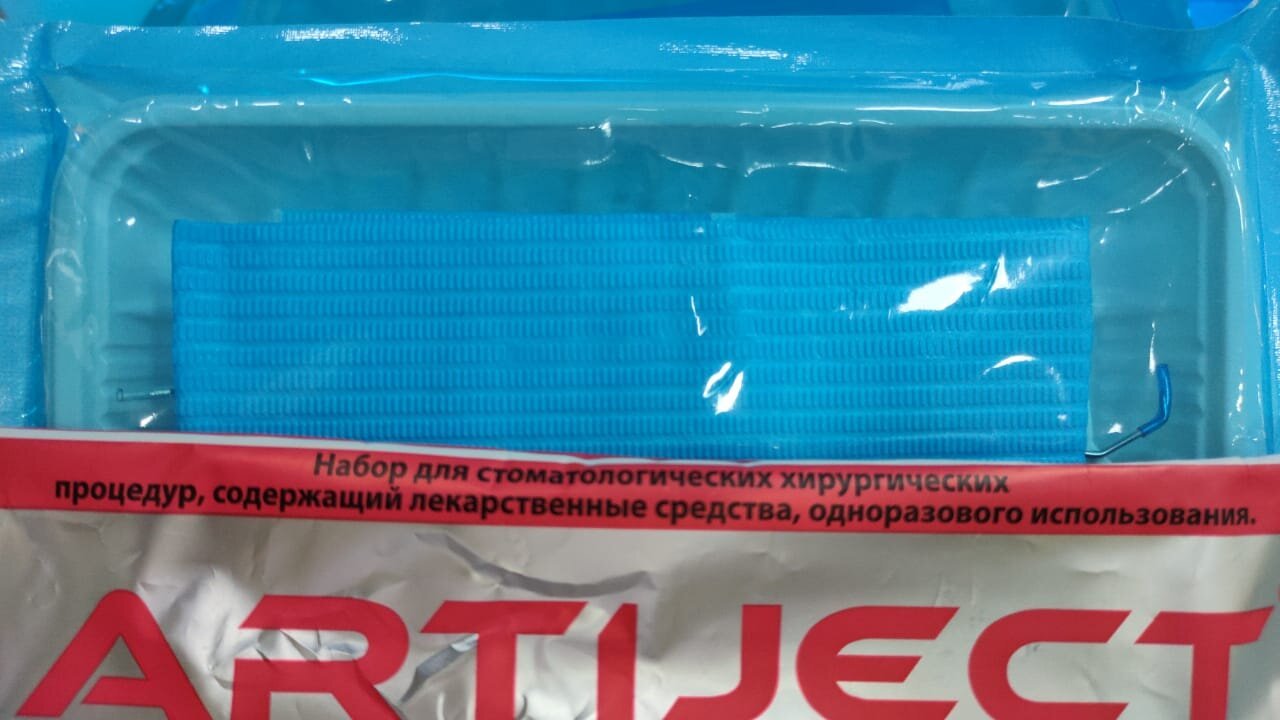 Набор для стоматологических хирургических
процедур, содержащий лекарственные средства, одноразового использования.
ARTIJECT